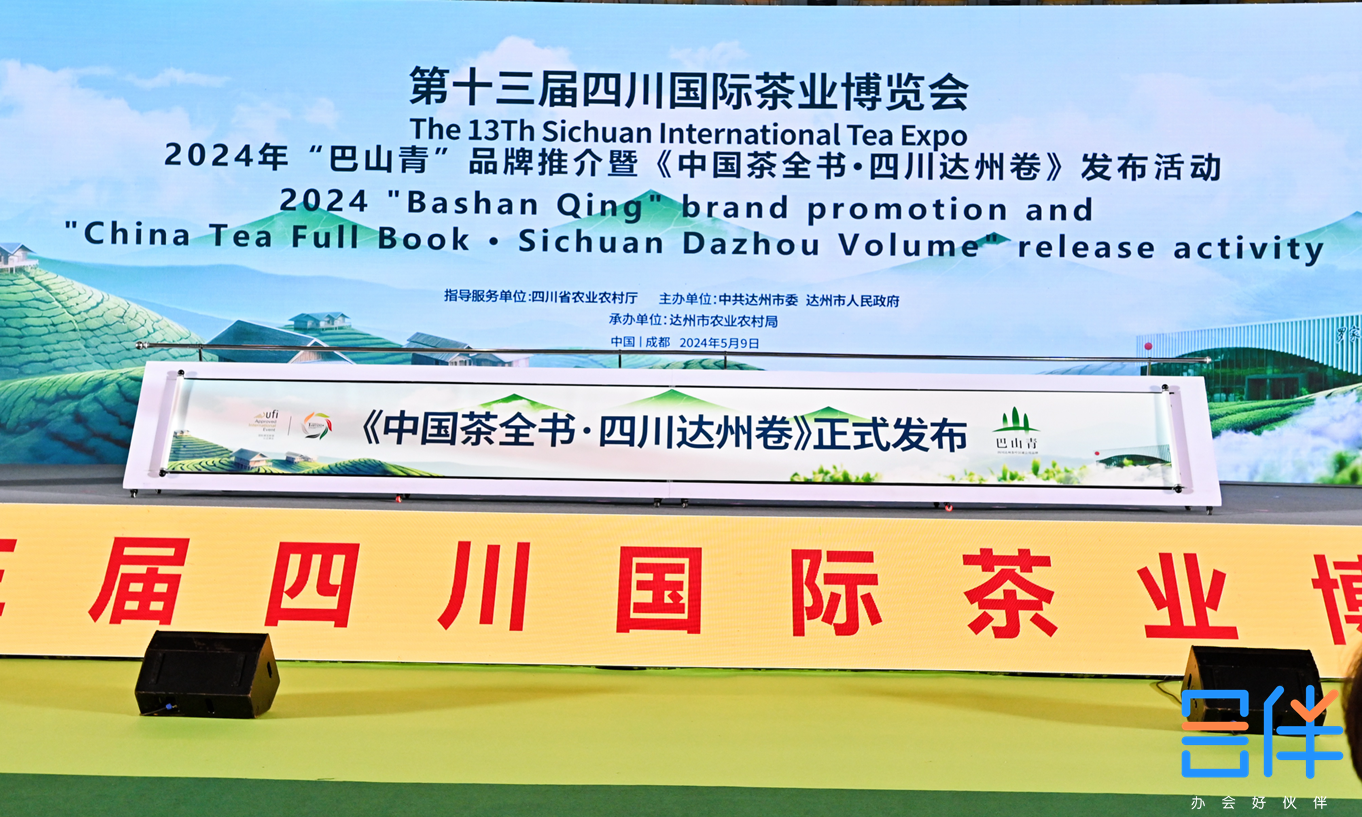 第十三届四川国际茶业博览会
The 13Th Sichuan International Tea Expo
2024年“巴山青”品牌推介暨《中国茶全书·四川达州卷》发布活动
2024 "Bashan Qing" brand promotion and
"China Tea Full Book • Sichuan Dazhou Volume" release activity
指导服务单位:四川省农业农村厅 主办单位:中共达州市委 达州市人民政府
承办单位:达州市农业农村局
中国 | 成都 2024年5月9日
ufi
Approved
International
Event
《中国茶全书·四川达州卷》正式发布
巴山青
三届四川国际茶业博
会伴
办会好伙伴